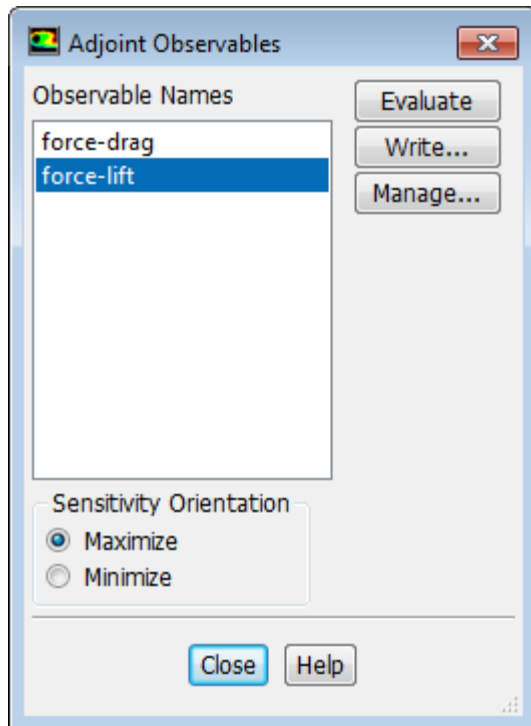 Adjoint Observables
Observable Names
force-drag
force-lift
Evaluate
Write...
Manage...
Sensitivity Orientation
Maximize
Minimize
Close
Help